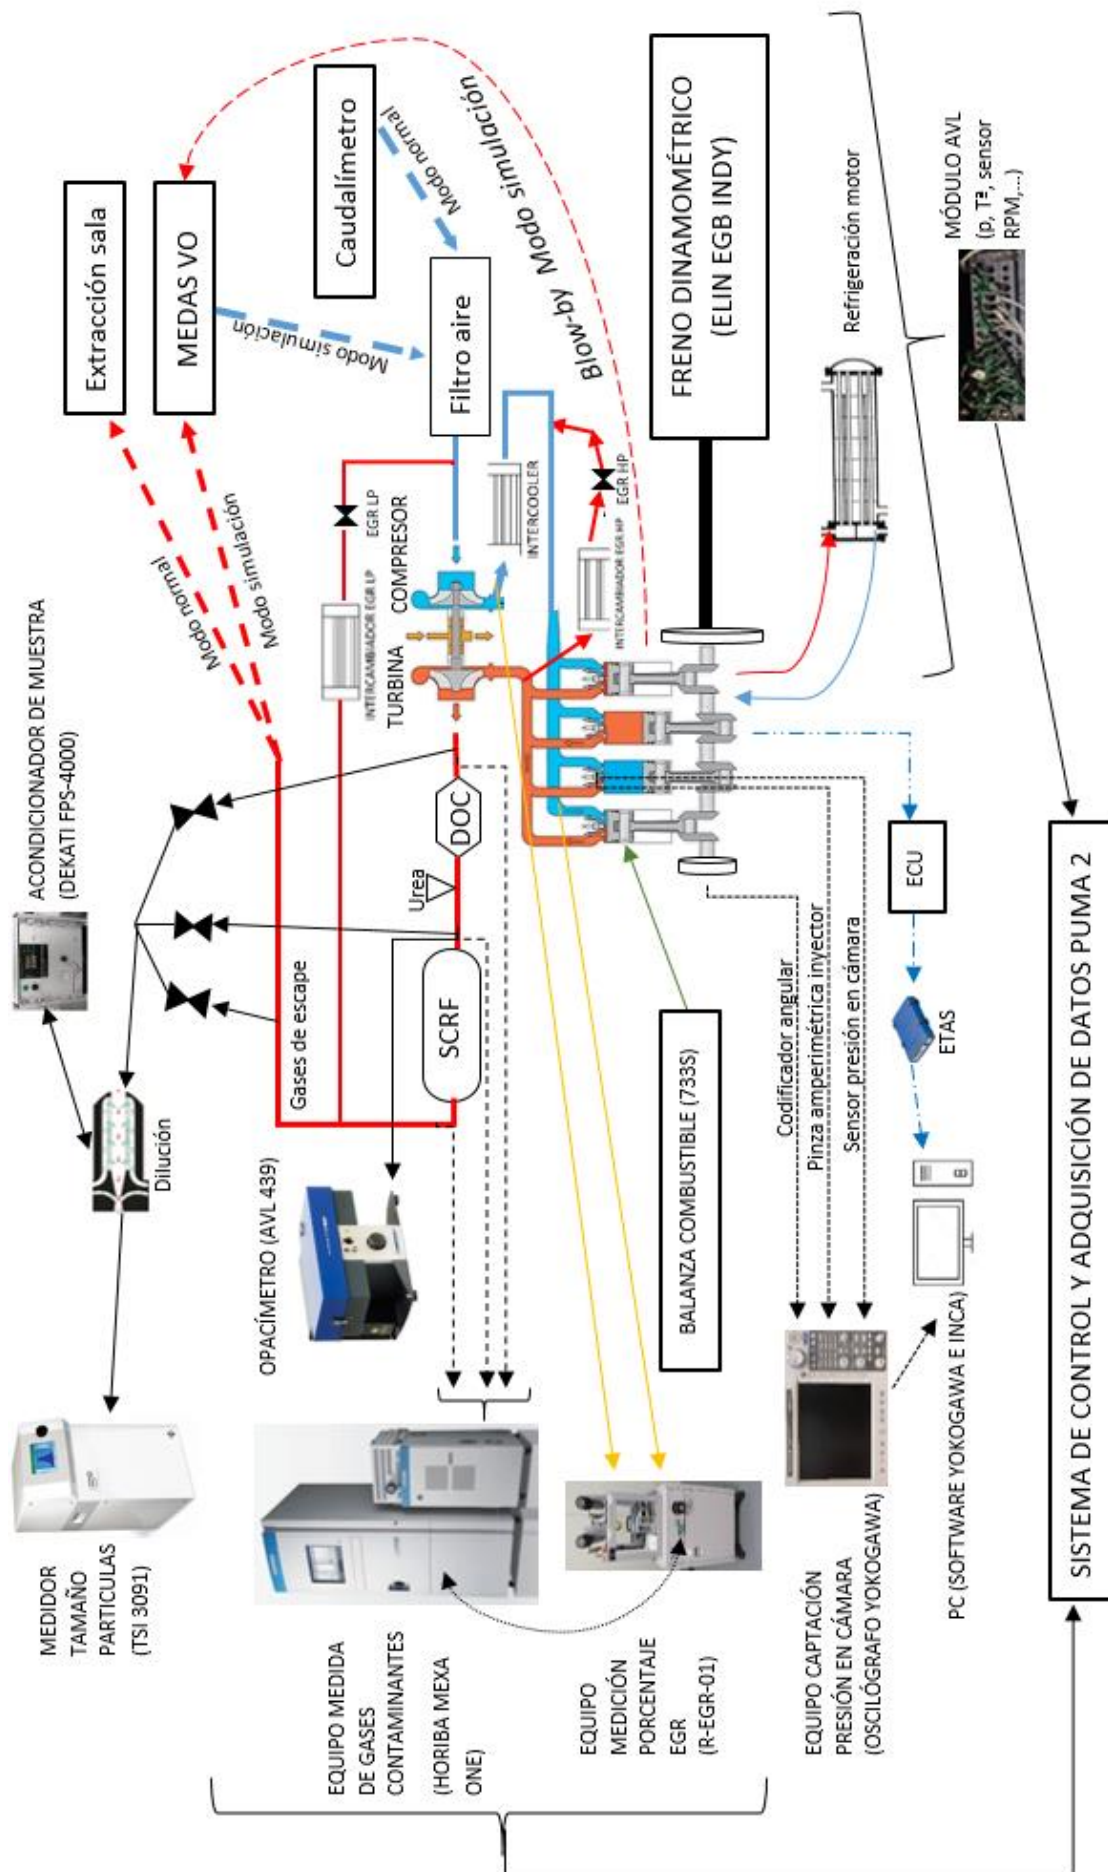 MEDIDOR
TAMAÑO
PARTICULAS
(TSI 3091)
Dilución
ACONDICIONADOR DE MUESTRA
(DEKATI FPS-4000)
Extracción sala
MEDAS VO
Caudalímetro
Modo normal
Modo simulación
Modo simulación
Modo normal
Filtro aire
Blow-by Modo simulación
Gases de escape
EGR LP
INTERCAMBIADOR EGR LP
TURBINA
COMPRESOR
INTERCOOLER
EGR HP
INTERCAMBIADOR EGR HP
DOC
Urea
SCRF
OPACÍMETRO (AVL 439)
EQUIPO MEDIDA
DE GASES
CONTAMINANTES
(HORIBA MEXA
ONE)
EQUIPO
MEDICIÓN
PORCENTAJE
EGR
(R-EGR-01)
BALANZA COMBUSTIBLE (733S)
FRENO DINAMOMÉTRICO
(ELIN EGB INDY)
Refrigeración motor
Codificador angular
Pinza amperimétrica inyector
Sensor presión en cámara
EQUIPO CAPTACIÓN
PRESIÓN EN CÁMARA
(OSCILÓGRAFO YOKOGAWA)
ECU
ETAS
PC (SOFTWARE YOKOGAWA E INCA)
MÓDULO AVL
(p, Tª, sensor
RPM,...)
SISTEMA DE CONTROL Y ADQUISICIÓN DE DATOS PUMA 2